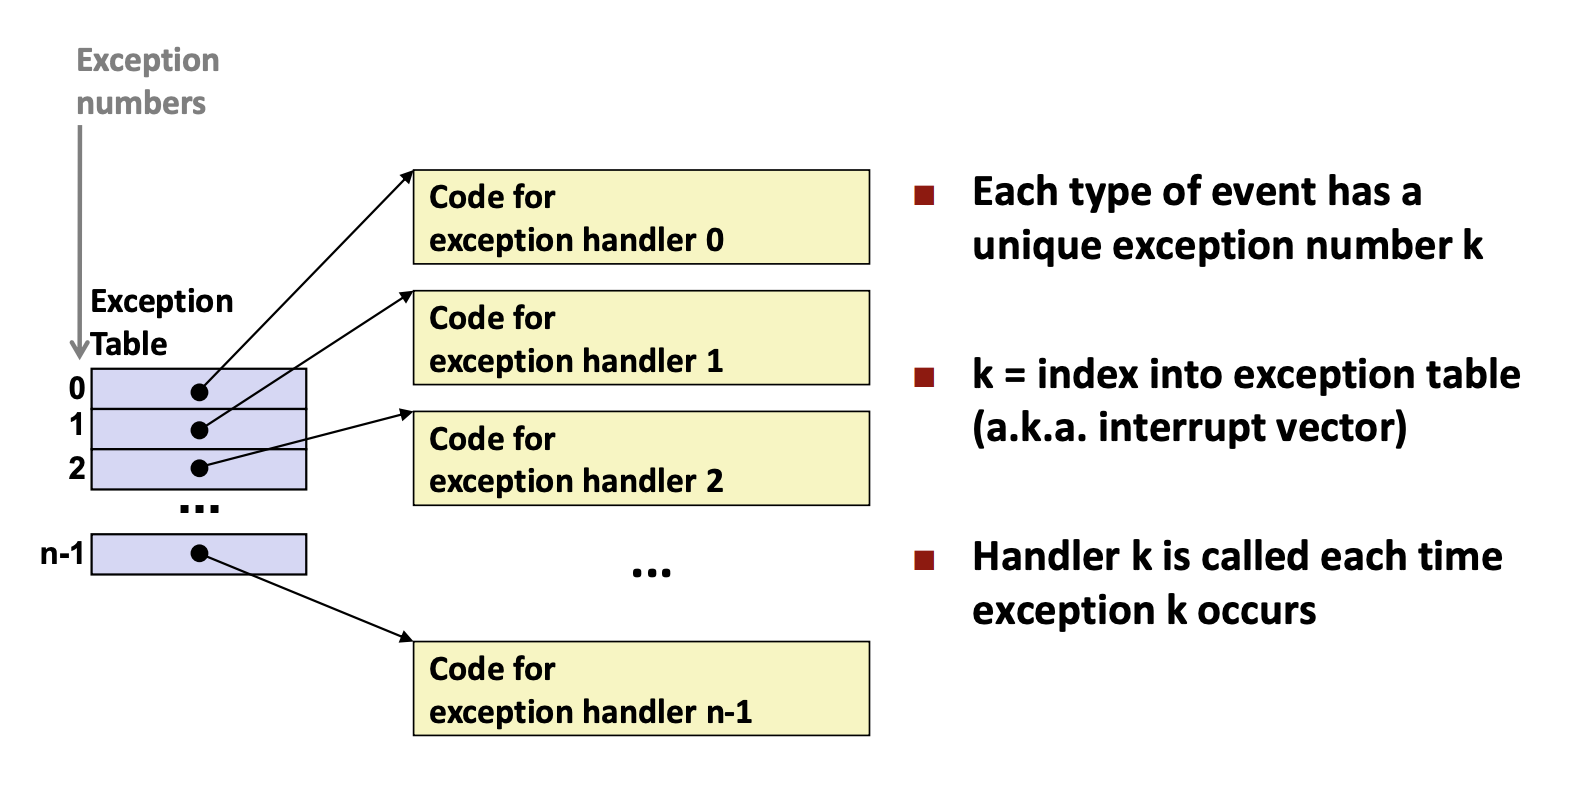 Exception
numbers
Exception
Table
0
1
2
...
n-1
Code for
exception handler 0
Code for
exception handler 1
Code for
exception handler 2
...
Code for
exception handler n-1
Each type of event has a
unique exception number k
k = index into exception table
(a.k.a. interrupt vector)
Handler k is called each time
exception k occurs